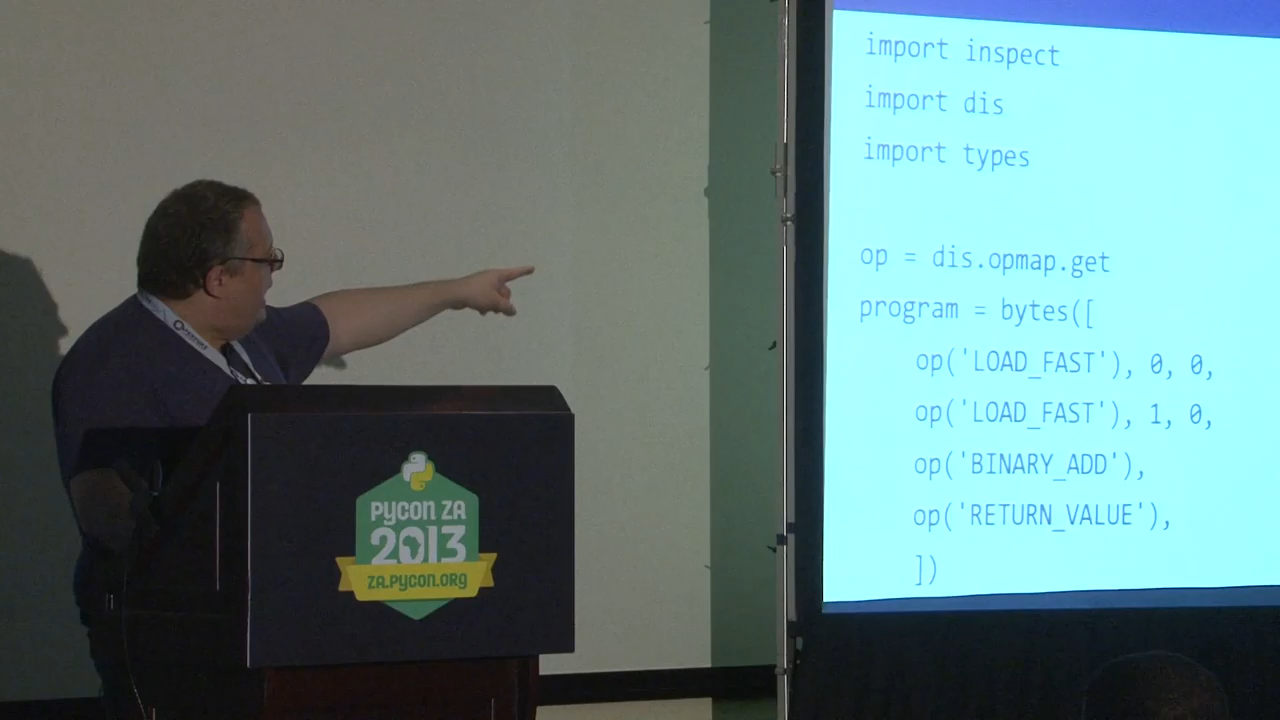 import inspect
import dis
import types
op = dis.opmap.get
program = bytes([
op('LOAD_FAST'), 0, 0,
op('LOAD_FAST'), 1, 0,
op('BINARY_ADD'),
op('RETURN_VALUE'),
])
PYCON ZA
2013
ZA.PYCON.ORG